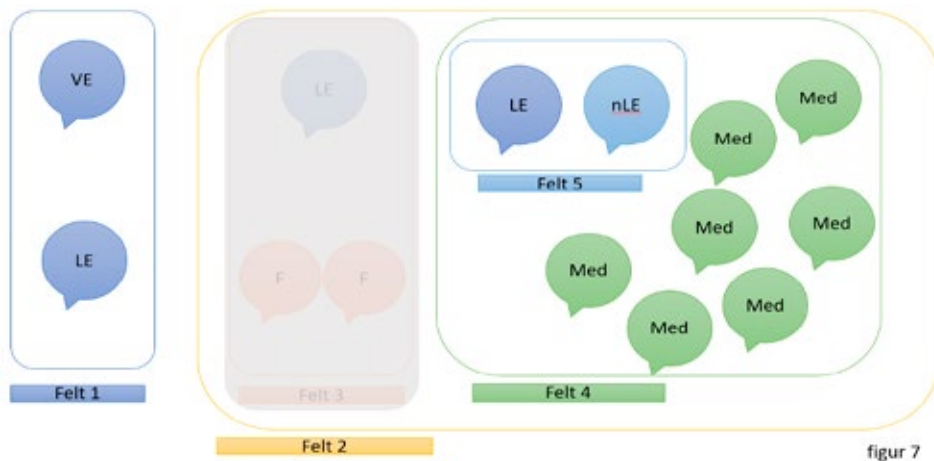 VE
LE
Felt 1
LE
F
F
Felt 3
Felt 2
LE
nLE
Felt 5
Med
Med
Med
Med
Med
Med
Med
Felt 4
figur 7